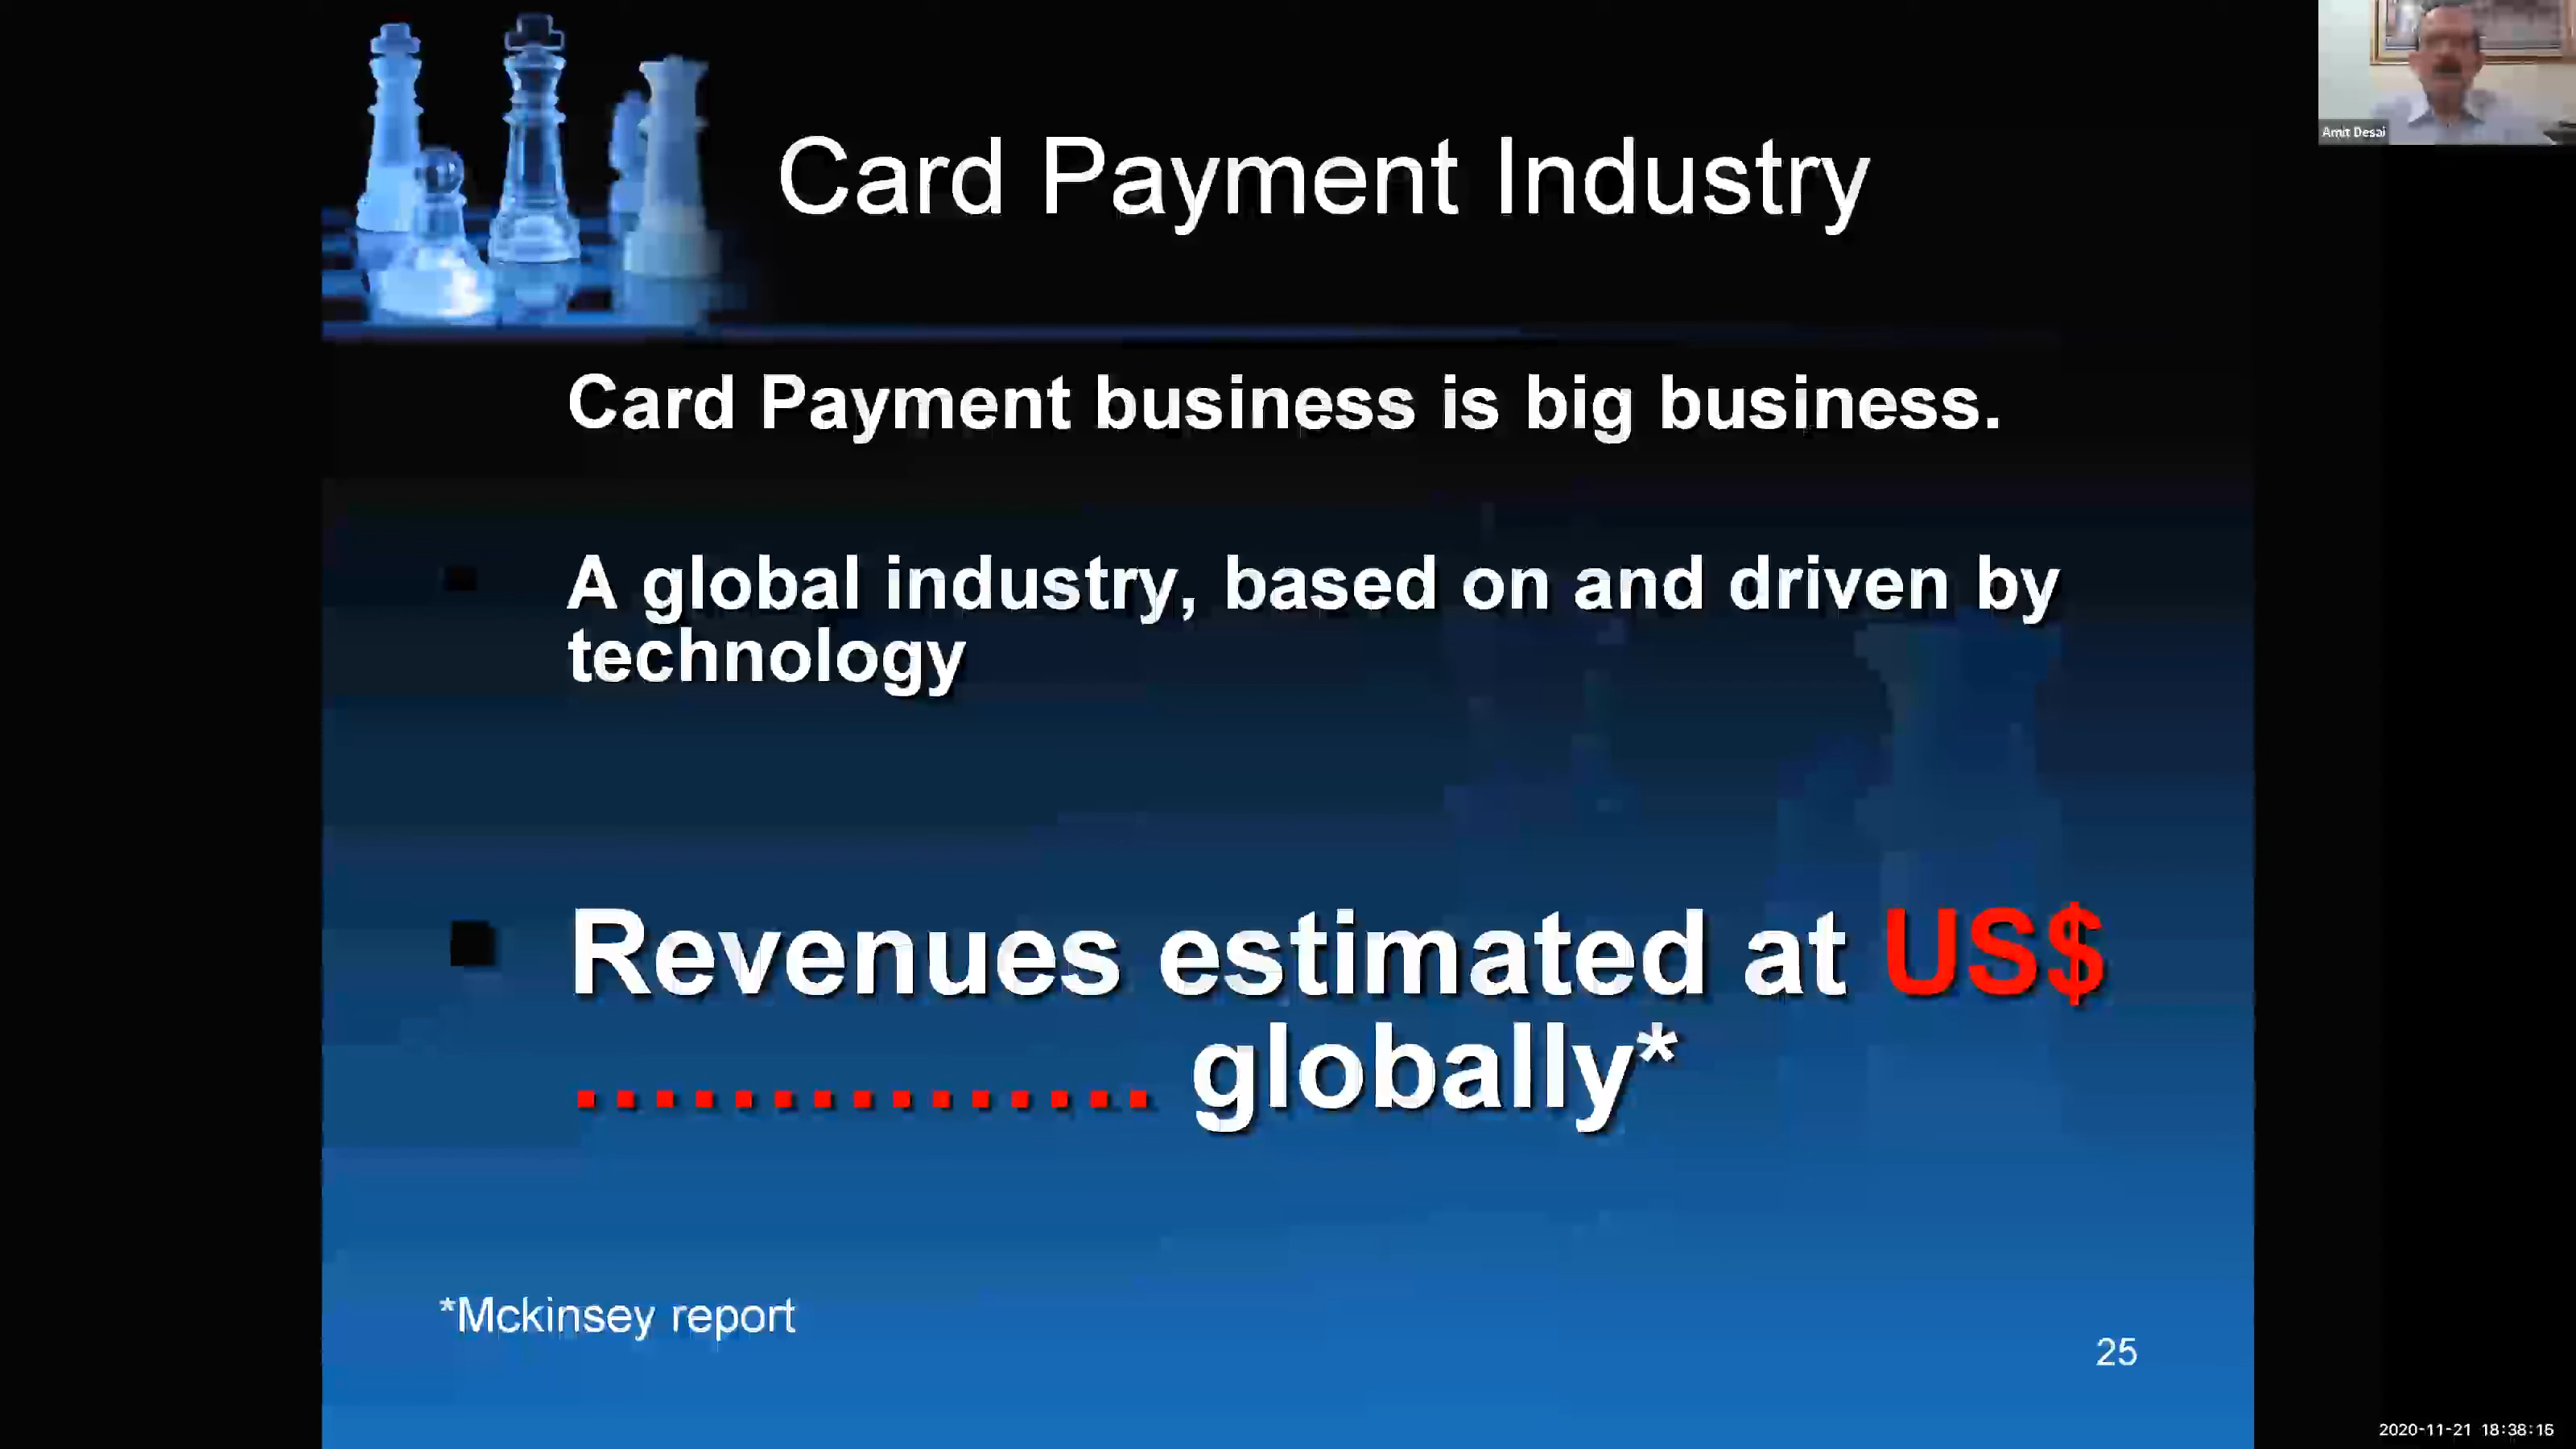 Amit Desai
Card Payment Industry
Card Payment business is big business.
A global industry, based on and driven by
technology
Revenues estimated at US$
............... globally*
*Mckinsey report
25
2020-11-21 18:38:16